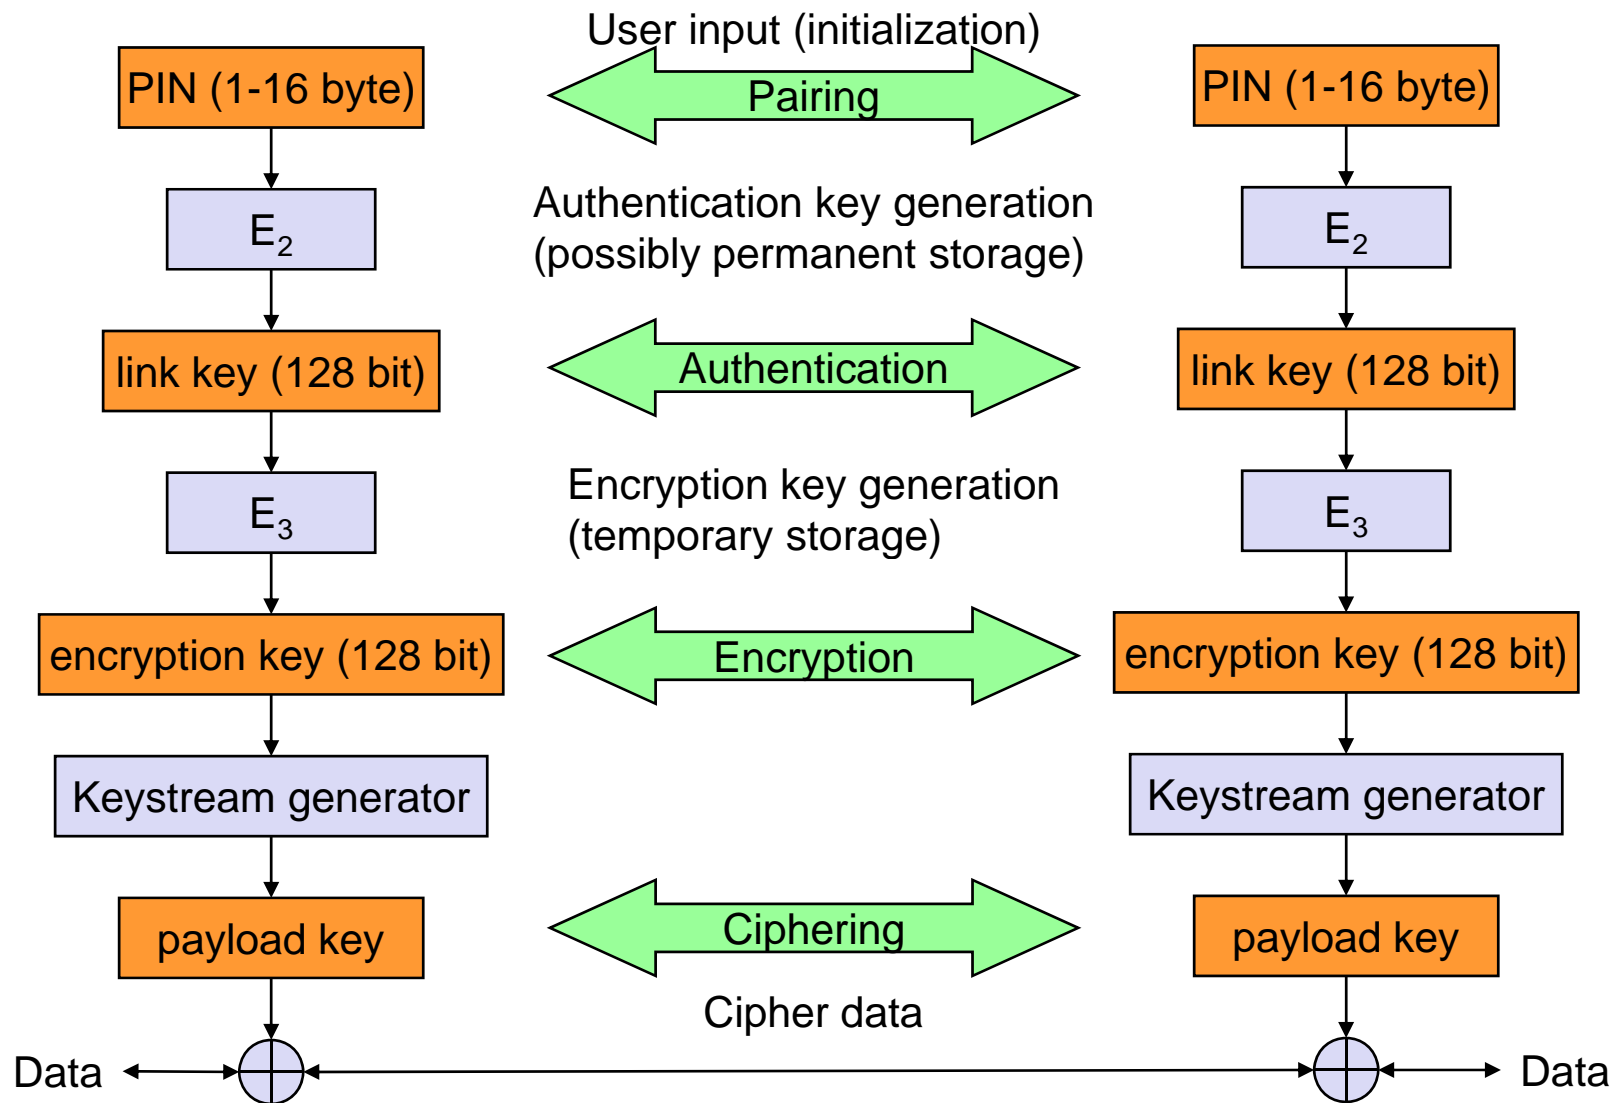 User input (initialization)
PIN (1-16 byte)
Pairing
PIN (1-16 byte)
E₂
Authentication key generation
(possibly permanent storage)
E₂
link key (128 bit)
Authentication
link key (128 bit)
E₃
Encryption key generation
(temporary storage)
E₃
encryption key (128 bit)
Encryption
encryption key (128 bit)
Keystream generator
Keystream generator
payload key
Ciphering
payload key
Cipher data
Data
Data